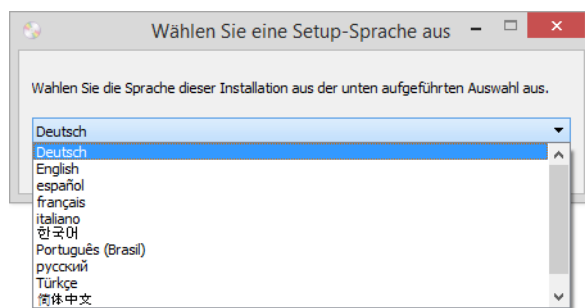 Wählen Sie eine Setup-Sprache aus
Wahlen Sie die Sprache dieser Installation aus der unten aufgeführten Auswahl aus.
Deutsch
Deutsch
English
español
français
italiano
한국어
Português (Brasil)
русский
Türkçe
简体中文